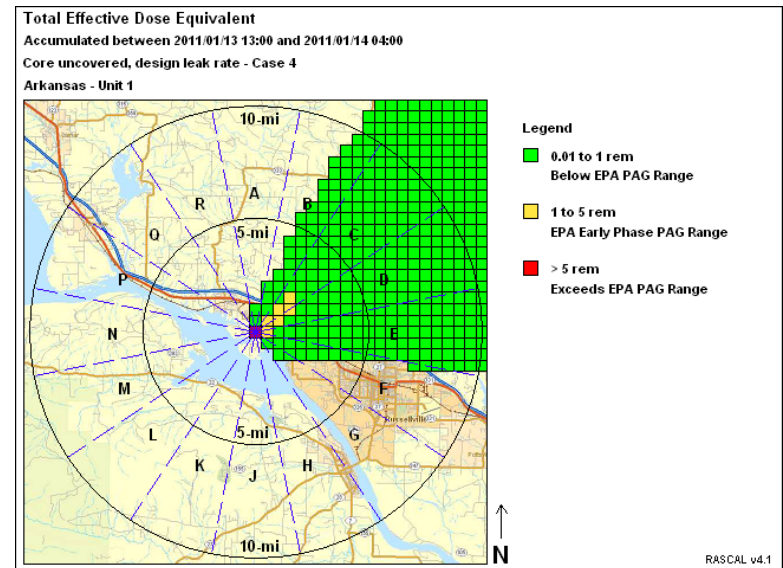 Total Effective Dose Equivalent
Accumulated between 2011/01/13 13:00 and 2011/01/14 04:00
Core uncovered, design leak rate - Case 4
Arkansas - Unit 1
10-mi
A
B
R
C
Q
5-mi
P
D
N
E
M
F
Russellville
L
5-mi
G
K
J
H
10-mi
Legend
0.01 to 1 rem
Below EPA PAG Range
1 to 5 rem
EPA Early Phase PAG Range
> 5 rem
Exceeds EPA PAG Range
N
RASCAL v4.1